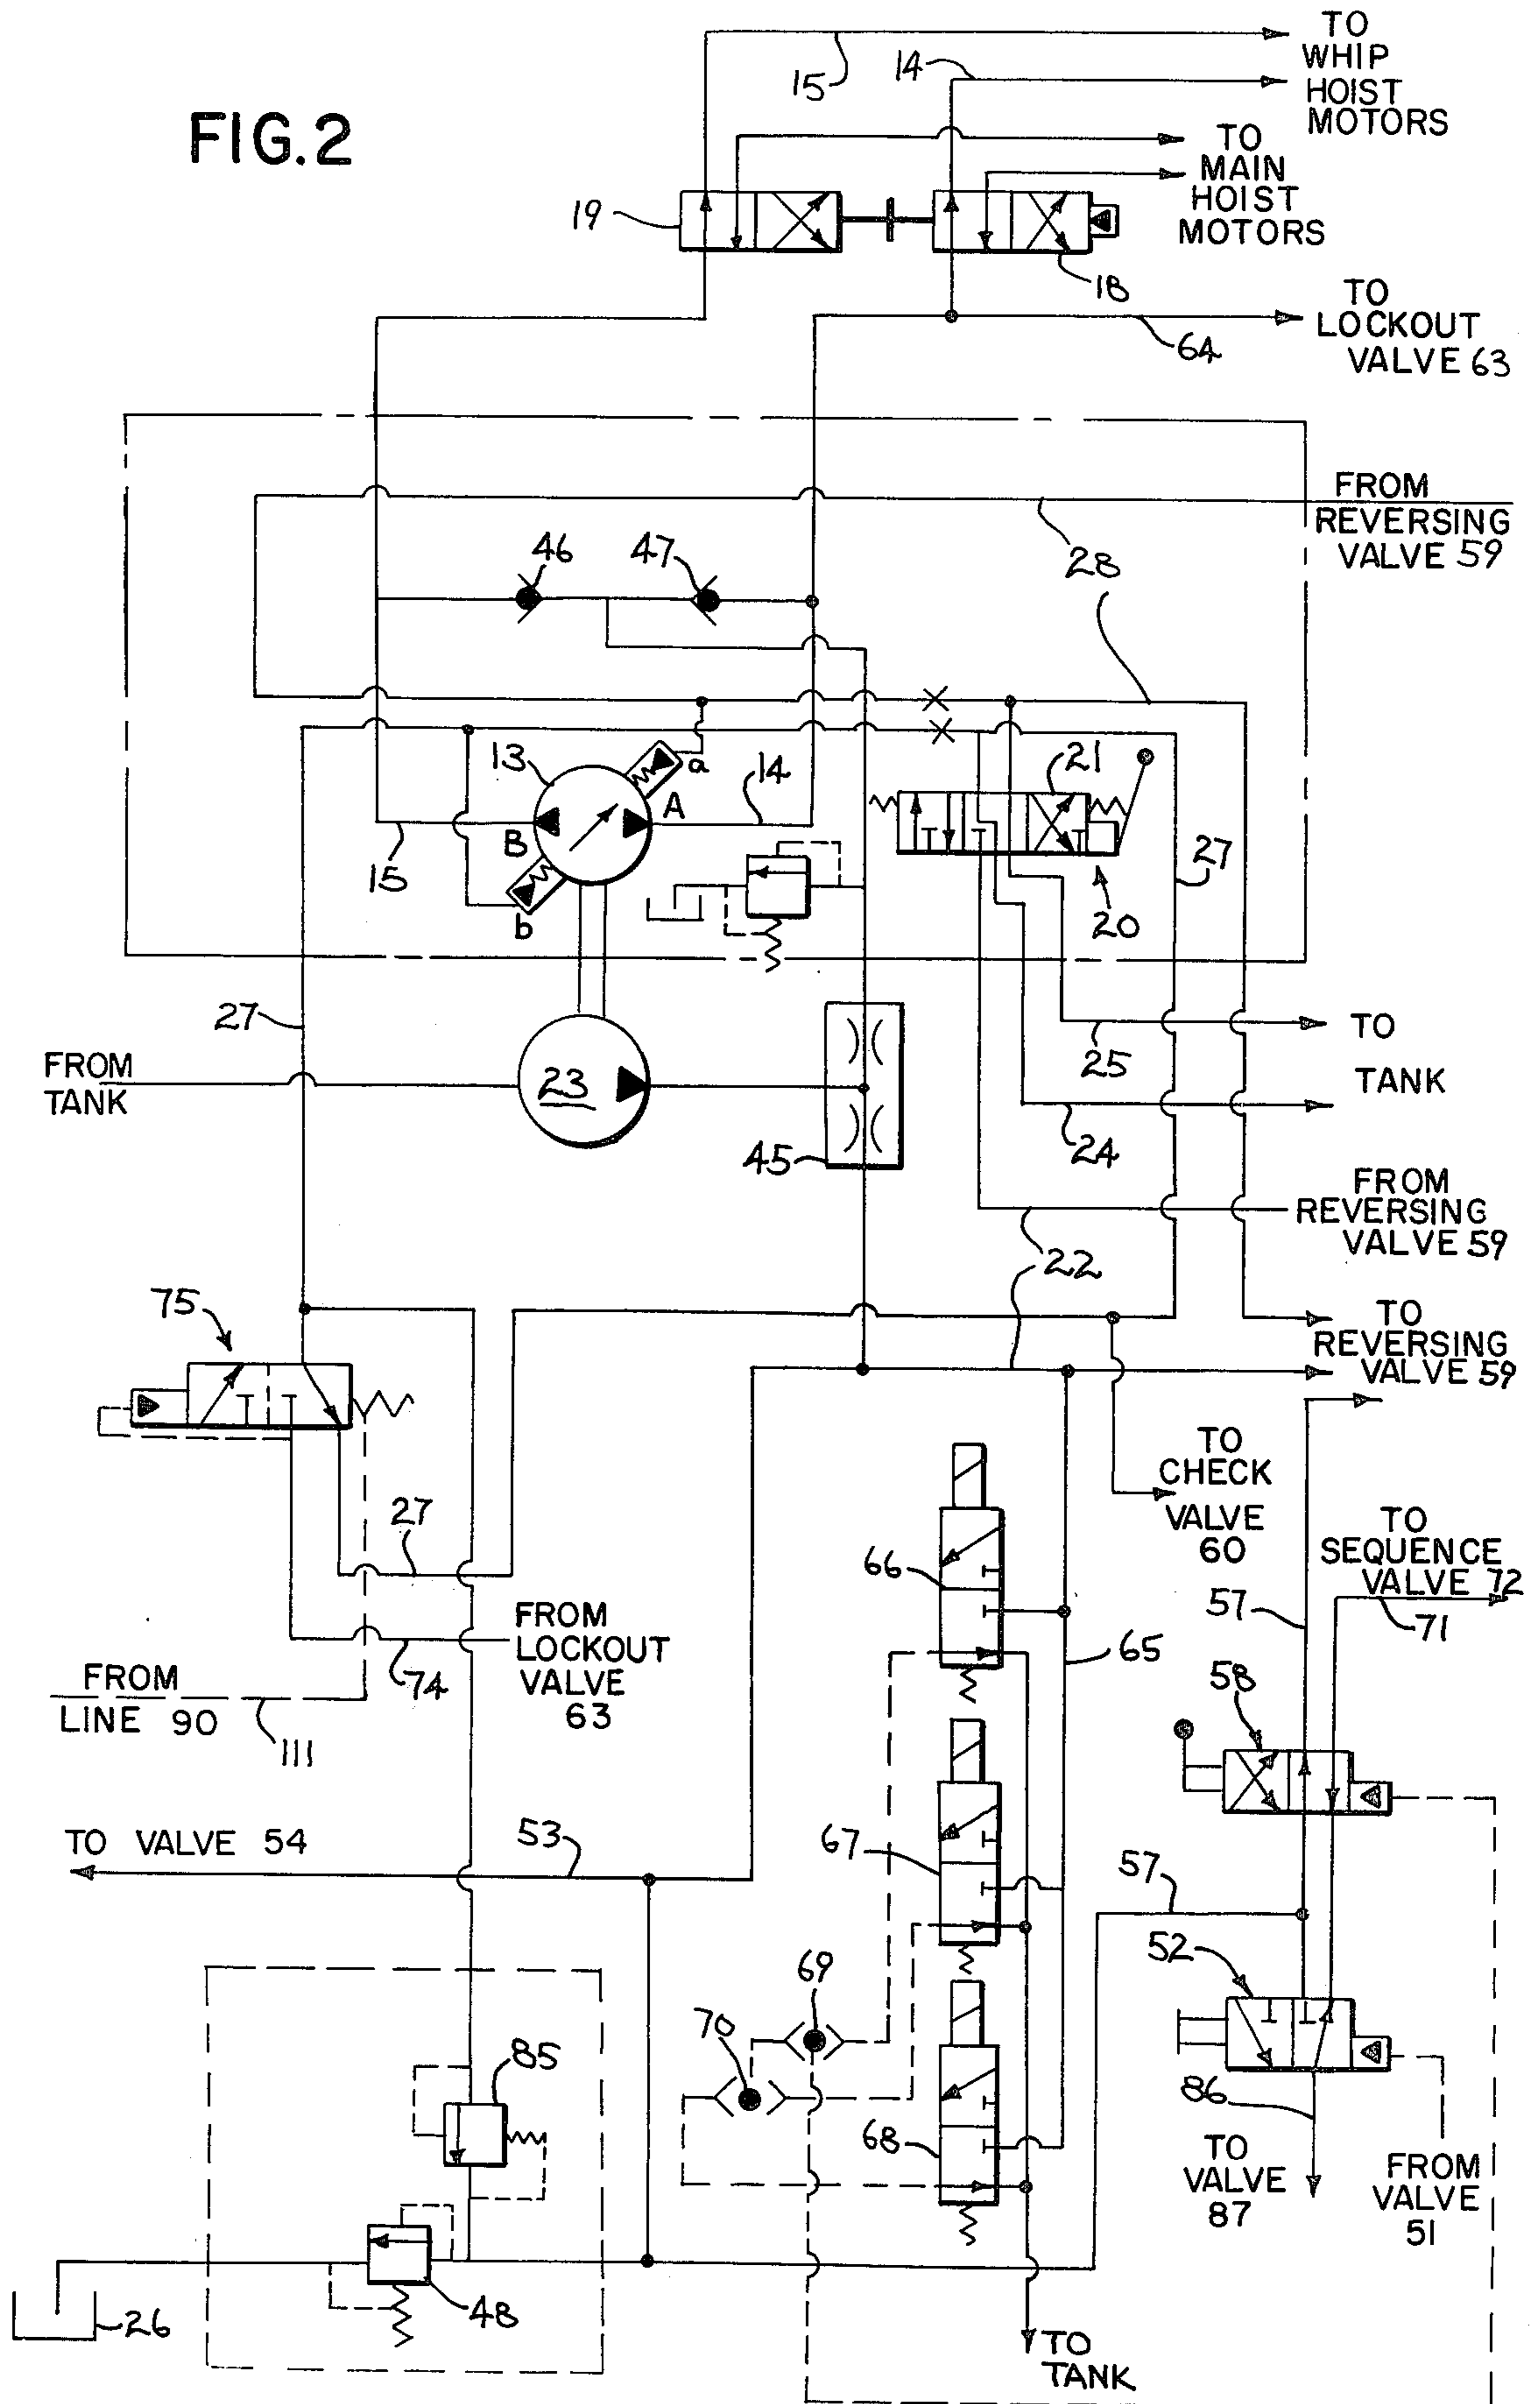 FIG.2
TO
WHIP
HOIST
MOTORS
15
14
TO
MAIN
HOIST
MOTORS
19
18
TO
LOCKOUT
VALVE 63
64
FROM
REVERSING
VALVE 59
28
46
47
13
a
A
14
21
B
15
b
27
20
27
FROM
TANK
23
25
TO
TANK
24
45
FROM
REVERSING
VALVE 59
22
75
TO
REVERSING
VALVE 59
TO
CHECK
VALVE
60
27
66
TO
SEQUENCE
VALVE 72
57
71
FROM
LOCKOUT
VALVE
63
74
65
FROM
LINE 90
111
58
TO VALVE 54
53
67
57
52
69
70
85
68
86
TO
VALVE
87
FROM
VALVE
51
48
26
TO
TANK